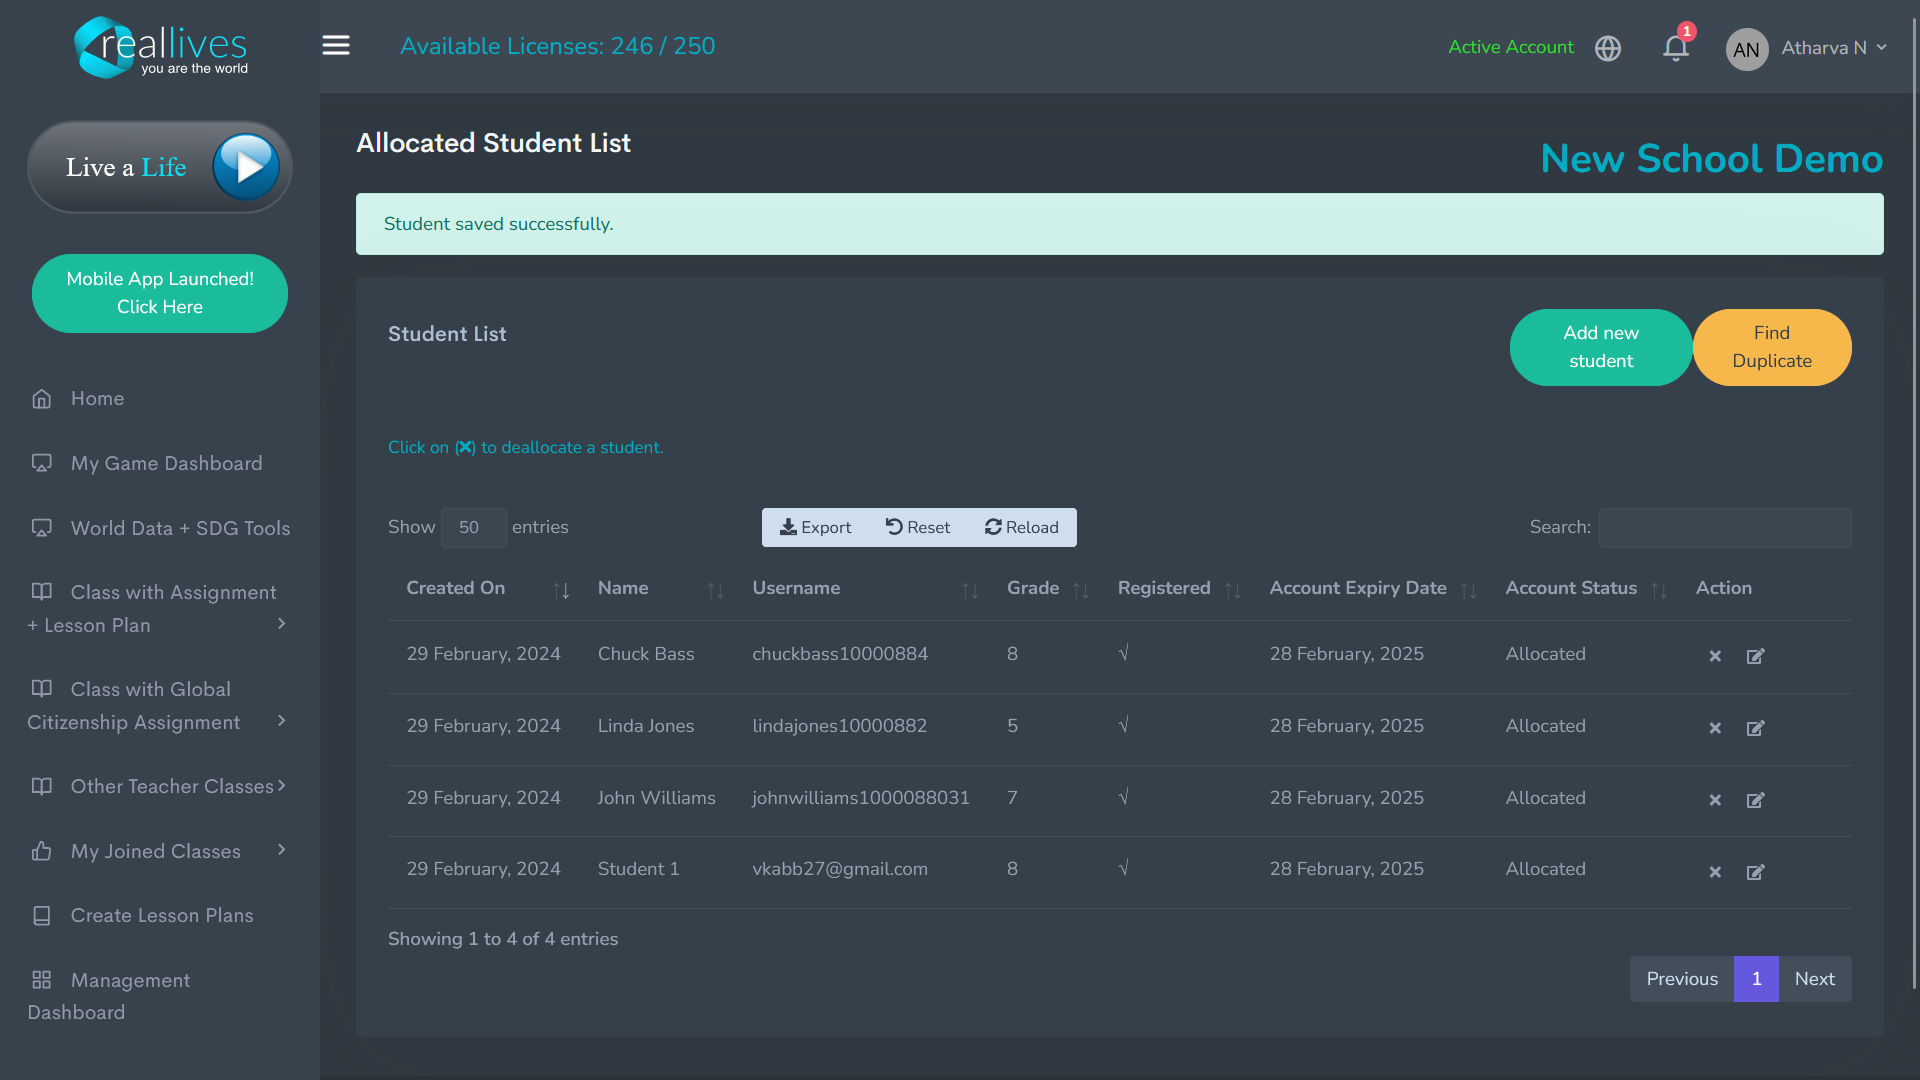 reallives
you are the world
Available Licenses: 246 / 250
Active Account
1
AN
Atharva N
Live a Life
Mobile App Launched!
Click Here
Home
My Game Dashboard
World Data + SDG Tools
Class with Assignment
+ Lesson Plan
Class with Global
Citizenship Assignment
Other Teacher Classes
My Joined Classes
Create Lesson Plans
Management
Dashboard
Allocated Student List
New School Demo
Student saved successfully.
Student List
Add new
student
Find
Duplicate
Click on (✖) to deallocate a student.
Show 50 entries
Export Reset Reload
Search:
Created On Name Username Grade Registered Account Expiry Date Account Status Action
29 February, 2024 Chuck Bass chuckbass10000884 8 √ 28 February, 2025 Allocated
29 February, 2024 Linda Jones lindajones10000882 5 √ 28 February, 2025 Allocated
29 February, 2024 John Williams johnwilliams1000088031 7 √ 28 February, 2025 Allocated
29 February, 2024 Student 1 vkabb27@gmail.com 8 √ 28 February, 2025 Allocated
Showing 1 to 4 of 4 entries
Previous 1 Next